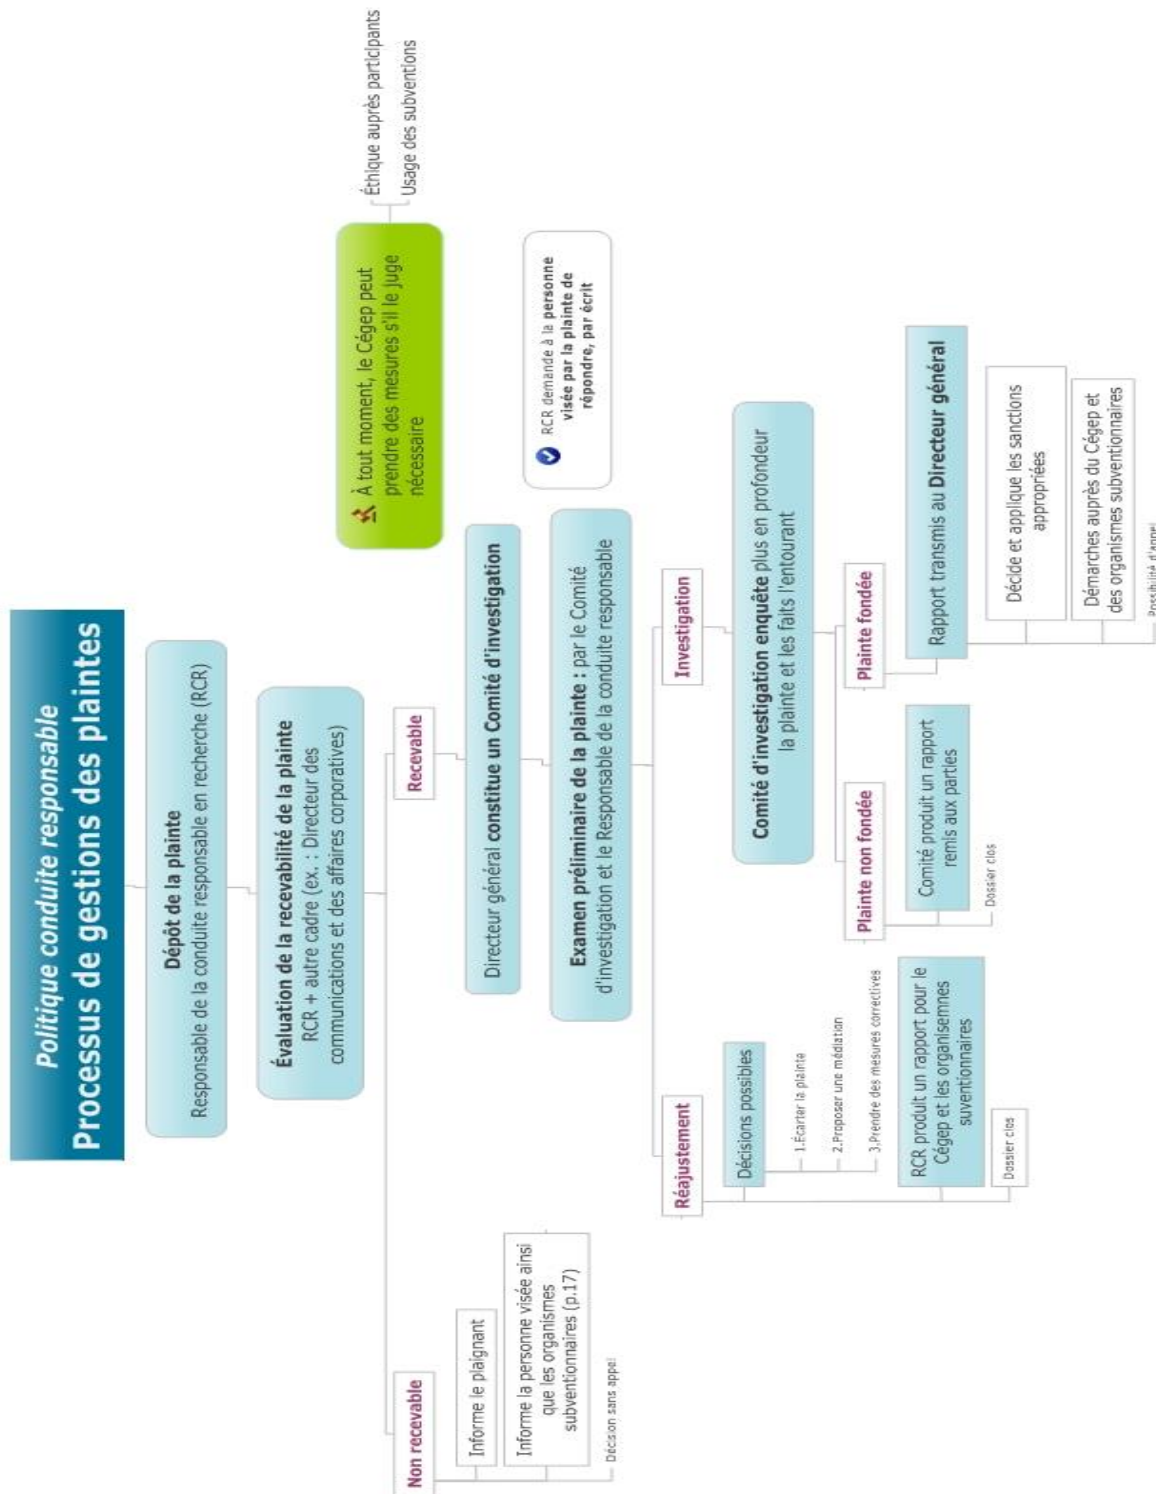 Politique conduite responsable
Processus de gestions des plaintes
Dépôt de la plainte
Responsable de la conduite responsable en recherche (RCR)
Évaluation de la recevabilité de la plainte
RCR + autre cadre (ex. : Directeur des
communications et des affaires corporatives)
À tout moment, le Cégep peut
prendre des mesures s'il le juge
nécessaire
Éthique auprès participants
Usage des subventions
Non recevable
Informe le plaignant
Informe la personne visée ainsi
que les organismes
subventionnaires (p.17)
Décision sans appel
Recevable
Directeur général constitue un Comité d'investigation
Examen préliminaire de la plainte : par le Comité
d'investigation et le Responsable de la conduite responsable
RCR demande à la personne
visée par la plainte de
répondre, par écrit
Réajustement
Décisions possibles
1.Écarter la plainte
2.Proposer une médiation
3.Prendre des mesures correctives
RCR produit un rapport pour le
Cégep et les organisemnes
suventionnaires
Dossier clos
Investigation
Comité d'investigation enquête plus en profondeur
la plainte et les faits l'entourant
Plainte non fondée
Comité produit un rapport
remis aux parties
Dossier clos
Plainte fondée
Rapport transmis au Directeur général
Décide et applique les sanctions
appropriées
Démarches auprès du Cégep et
des organismes subventionnaires
Possibilité d'appel